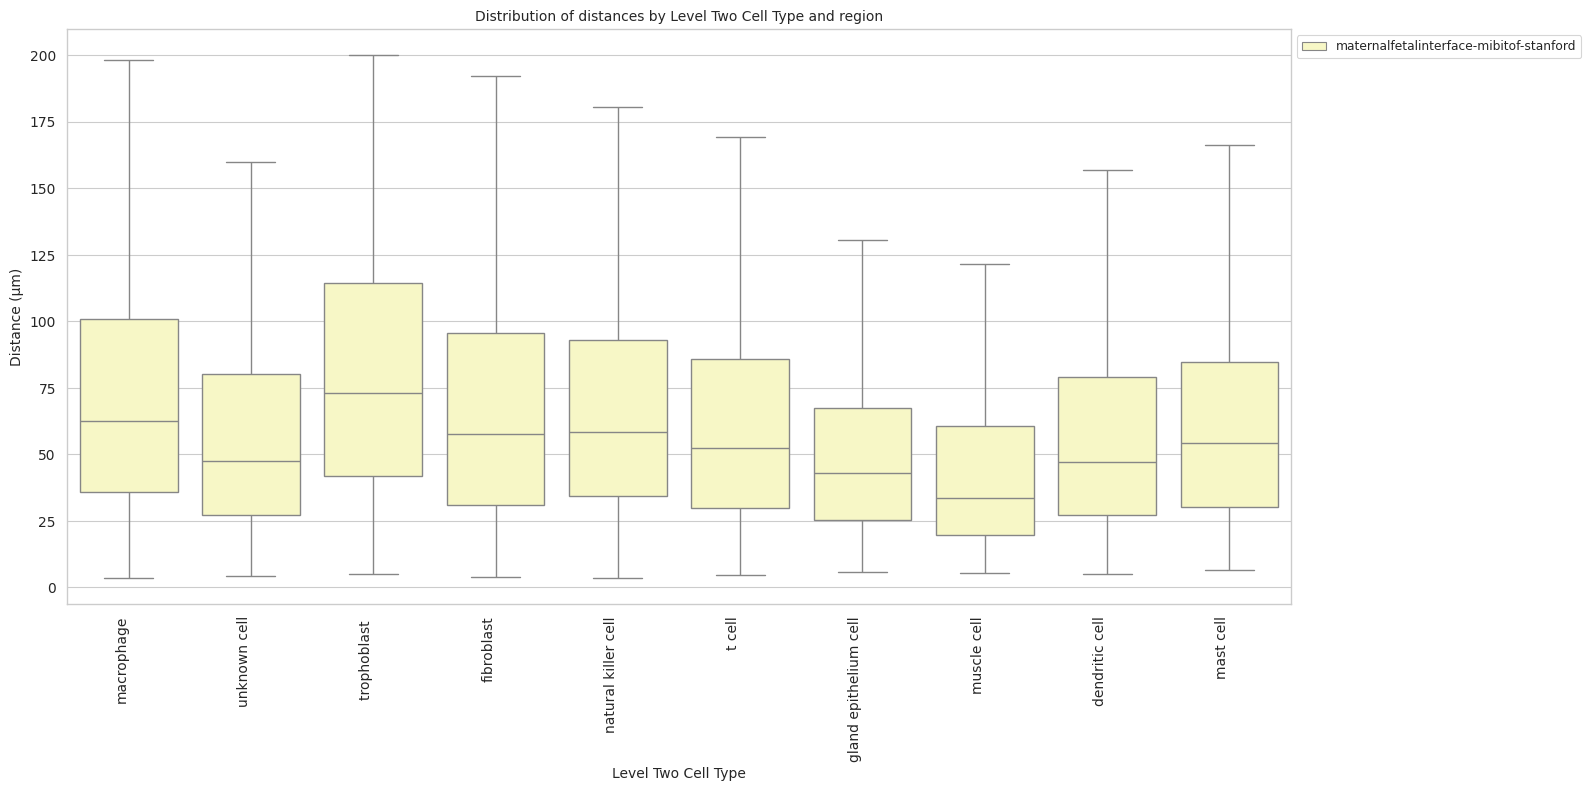 Distribution of distances by Level Two Cell Type and region
maternalfetalinterface-mibitof-stanford
200
175
150
125
100
75
50
25
0
Distance (µm)
macrophage
unknown cell
trophoblast
fibroblast
natural killer cell
t cell
gland epithelium cell
muscle cell
dendritic cell
mast cell
Level Two Cell Type